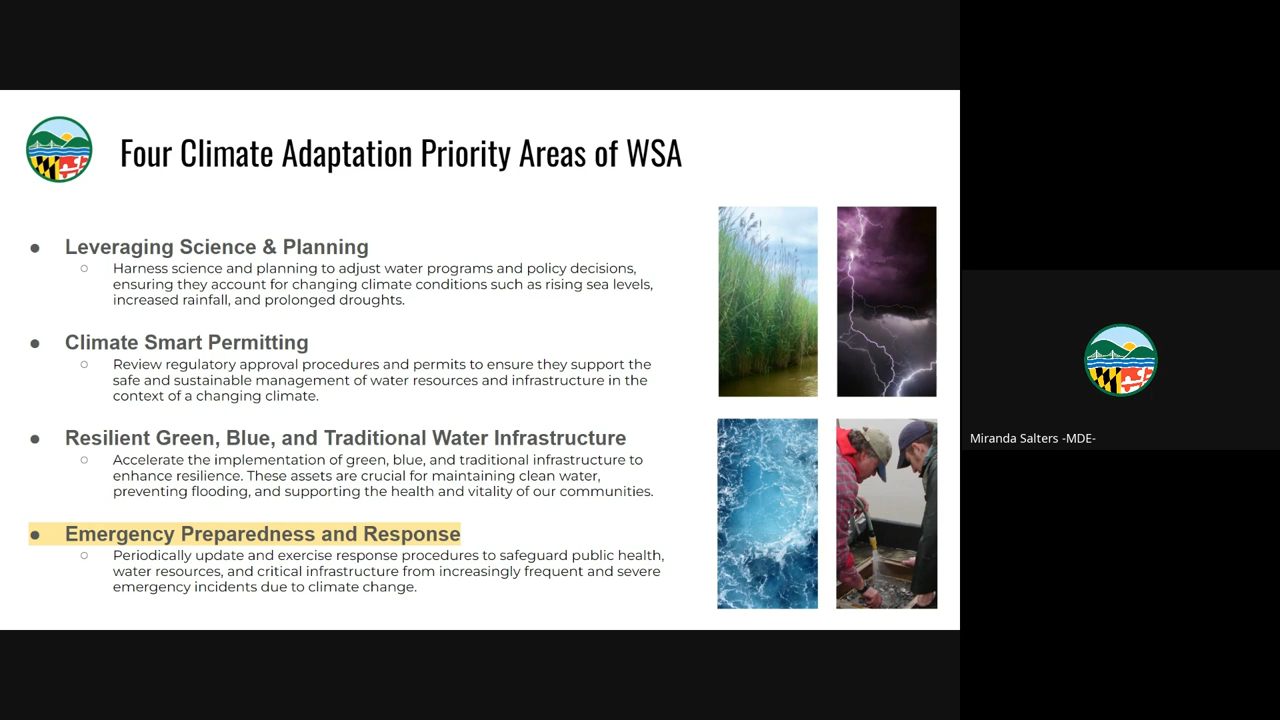 Four Climate Adaptation Priority Areas of WSA
● Leveraging Science & Planning
○ Harness science and planning to adjust water programs and policy decisions,
ensuring they account for changing climate conditions such as rising sea levels,
increased rainfall, and prolonged droughts.
● Climate Smart Permitting
○ Review regulatory approval procedures and permits to ensure they support the
safe and sustainable management of water resources and infrastructure in the
context of a changing climate.
● Resilient Green, Blue, and Traditional Water Infrastructure
○ Accelerate the implementation of green, blue, and traditional infrastructure to
enhance resilience. These assets are crucial for maintaining clean water,
preventing flooding, and supporting the health and vitality of our communities.
● Emergency Preparedness and Response
○ Periodically update and exercise response procedures to safeguard public health,
water resources, and critical infrastructure from increasingly frequent and severe
emergency incidents due to climate change.
Miranda Salters -MDE-